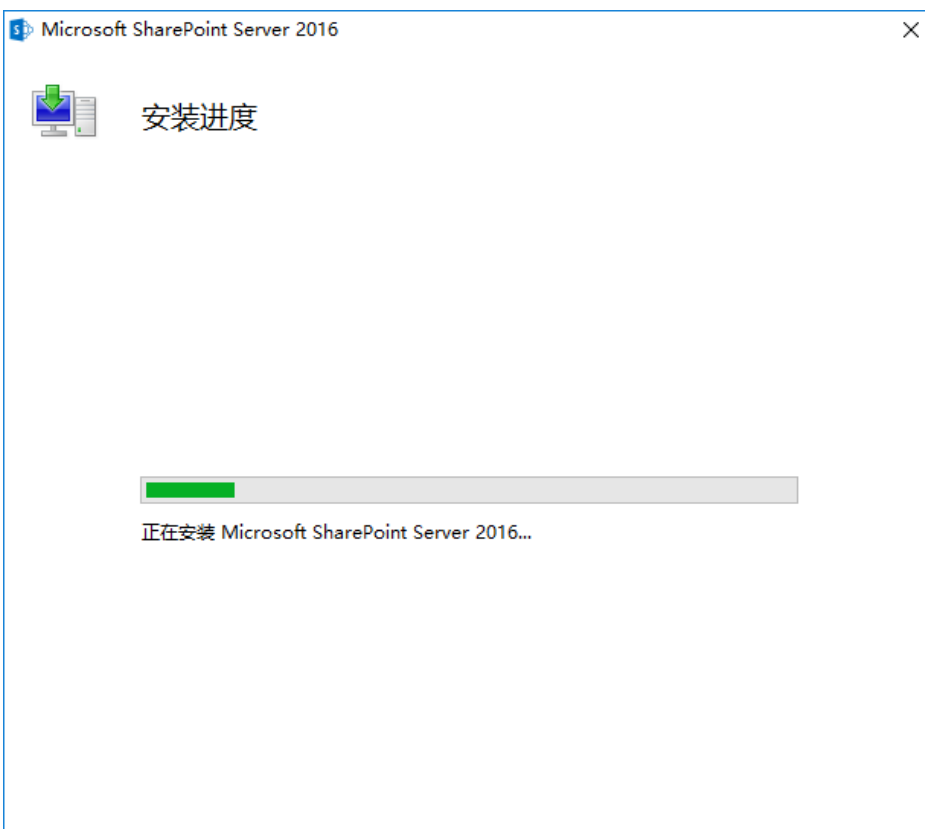 Microsoft SharePoint Server 2016
安装进度
正在安装 Microsoft SharePoint Server 2016...